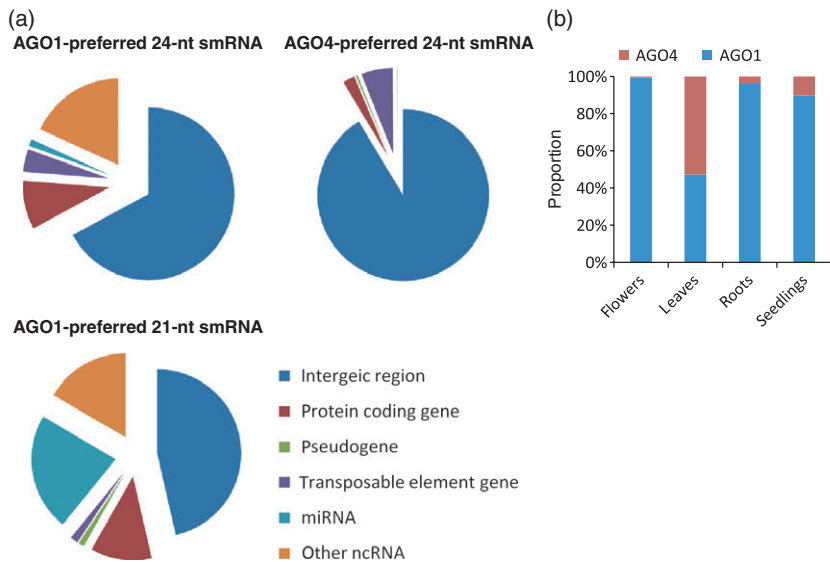 (a)
AGO1-preferred 24-nt smRNA
AGO4-preferred 24-nt smRNA
AGO1-preferred 21-nt smRNA
Intergeic region
Protein coding gene
Pseudogene
Transposable element gene
miRNA
Other ncRNA
(b)
AGO4
AGO1
Proportion
100%
80%
60%
40%
20%
0%
Flowers
Leaves
Roots
Seedlings